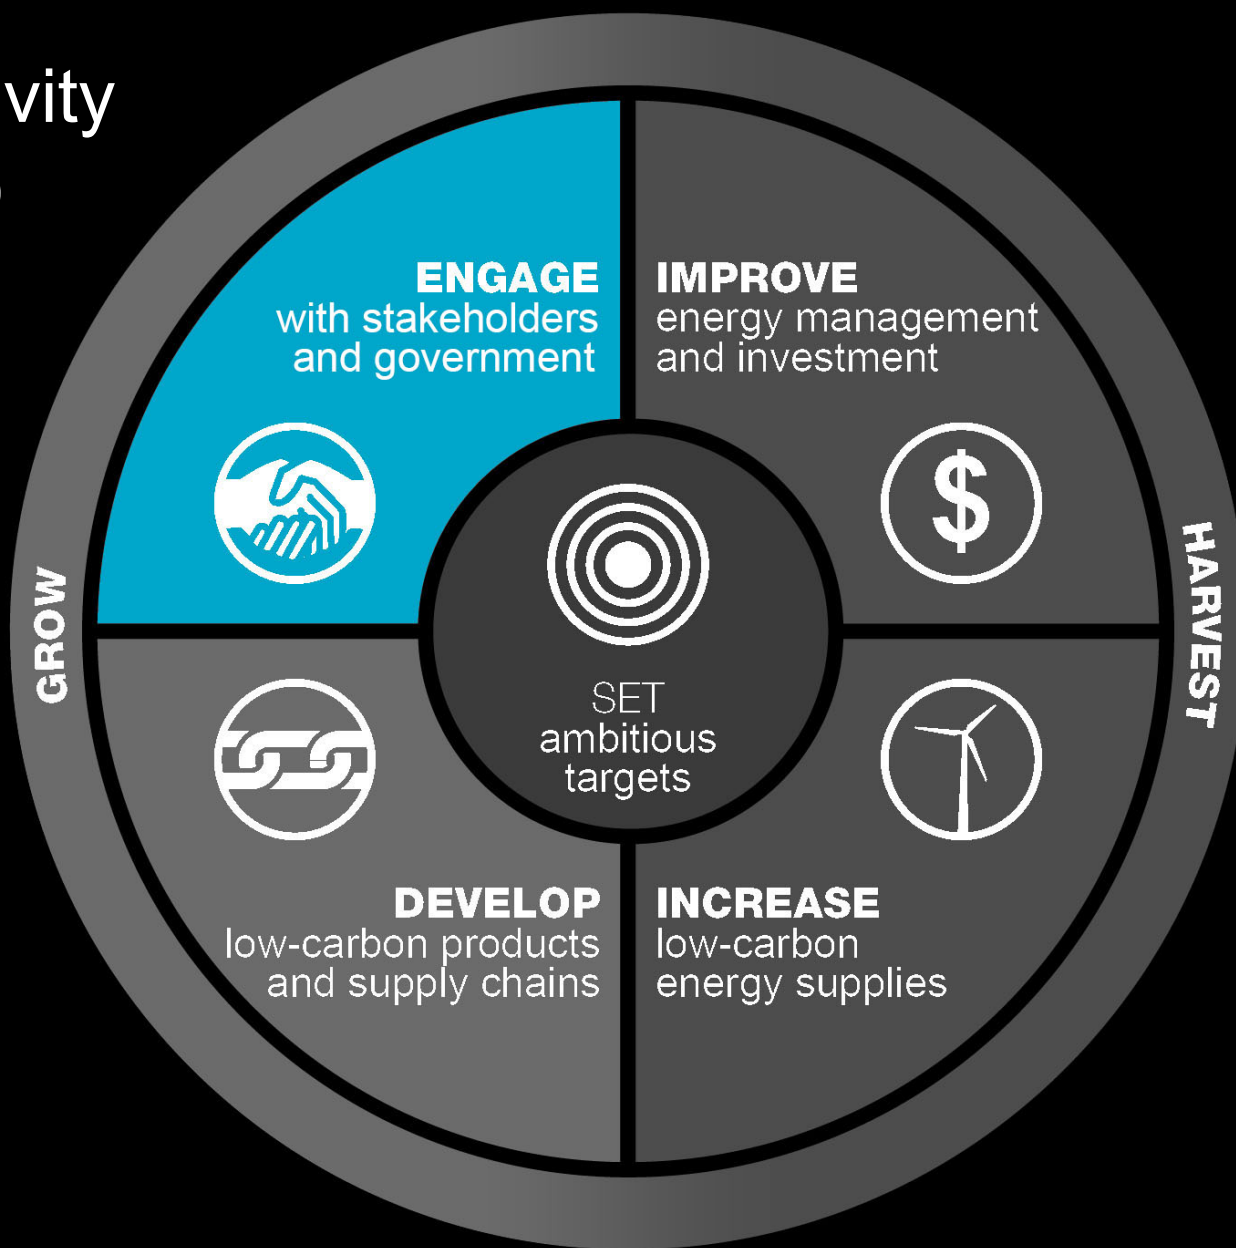 vity
ENGAGE
with stakeholders
and government
IMPROVE
energy management
and investment
$
GROW
HARVEST
SET
ambitious
targets
DEVELOP
low-carbon products
and supply chains
INCREASE
low-carbon
energy supplies